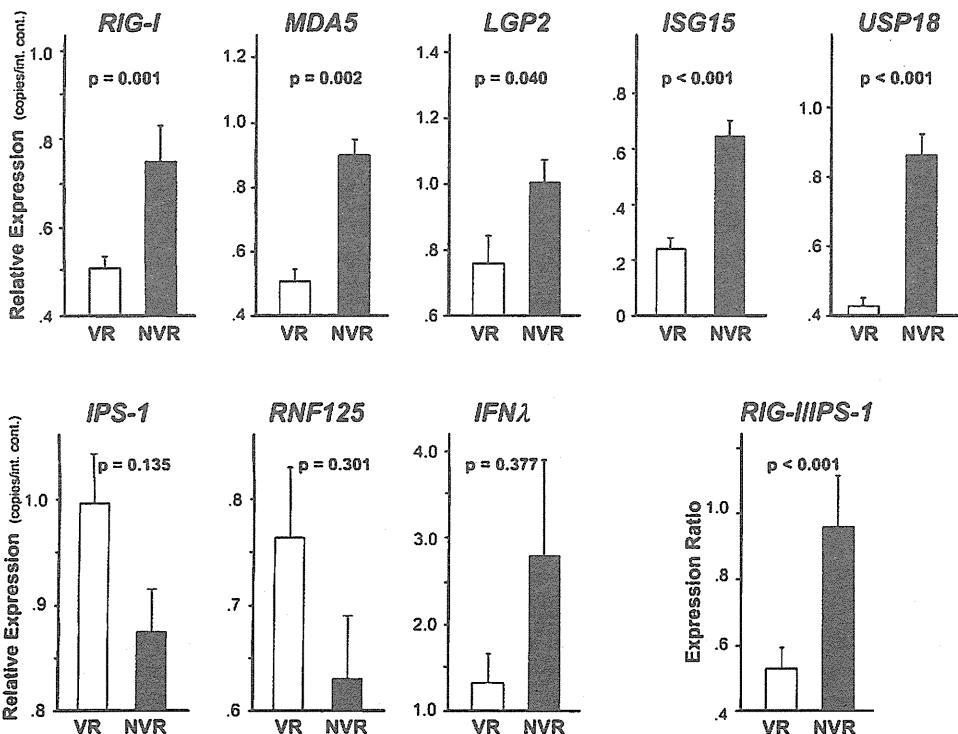 RIG-I
MDA5
LGP2
ISG15
USP18
Relative Expression (copies/int. cont.)
1.0
.8
.6
.4
p = 0.001
VR NVR
1.2
1.0
.8
.6
.4
p = 0.002
VR NVR
1.4
1.2
1.0
.8
.6
p = 0.040
VR NVR
.8
.6
.4
.2
0
p < 0.001
VR NVR
1.0
.8
.6
.4
p < 0.001
VR NVR
IPS-1
RNF125
IFNλ
RIG-I/IPS-1
Relative Expression (copies/int. cont.)
1.0
.9
.8
p = 0.135
VR NVR
.8
.7
.6
p = 0.301
VR NVR
4.0
3.0
2.0
1.0
p = 0.377
VR NVR
Expression Ratio
1.0
.8
.6
.4
p < 0.001
VR NVR